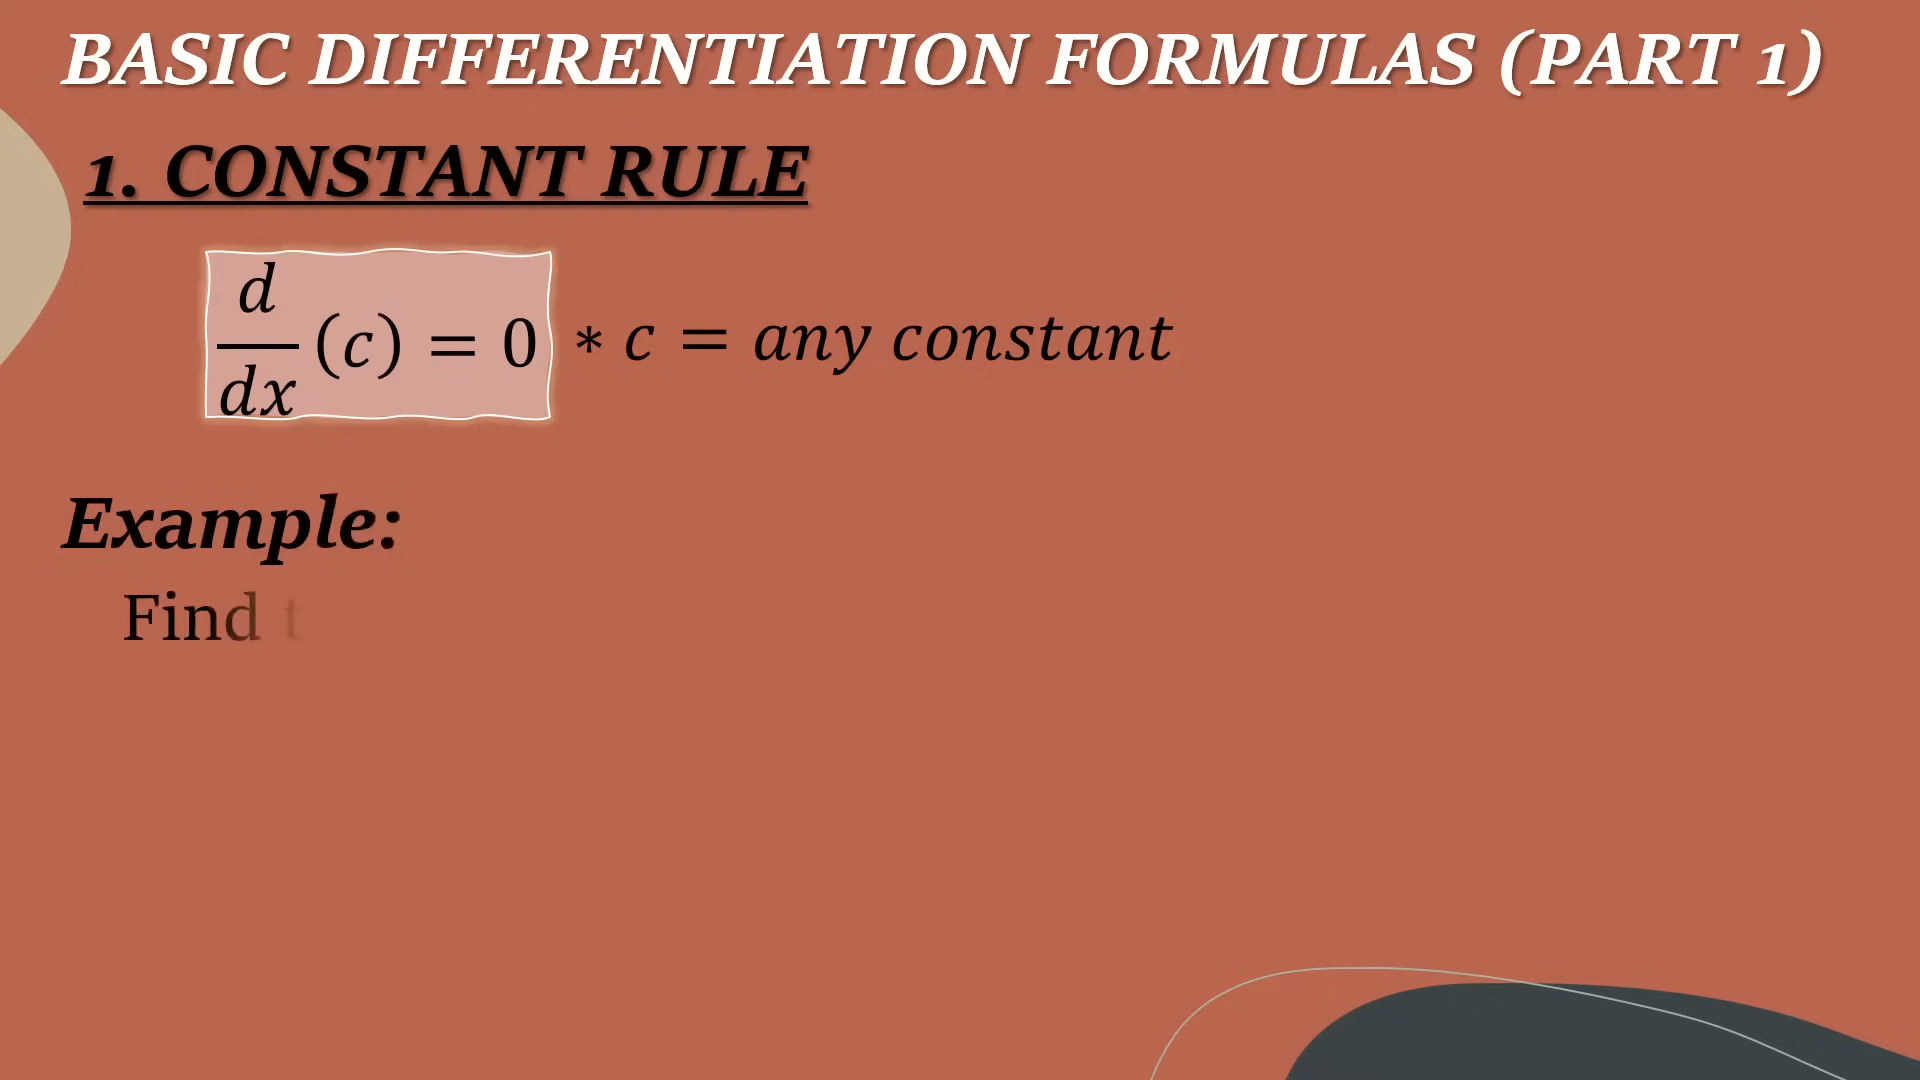 BASIC DIFFERENTIATION FORMULAS (PART 1)
1. CONSTANT RULE
d/dx (c) = 0 * c = any constant
Example:
Find t